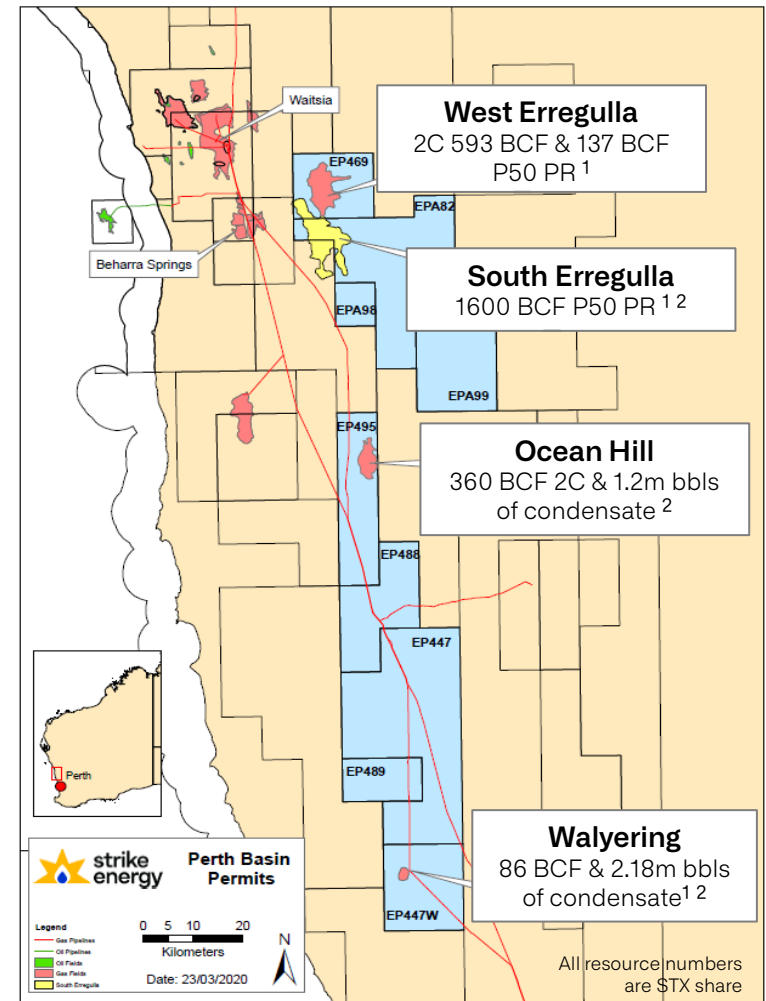 Waitsia
West Erregulla
2C 593 BCF & 137 BCF
P50 PR 1
EP469
EPA82
Beharra Springs
South Erregulla
1600 BCF P50 PR 1 2
EPA98
EPA99
EP495
Ocean Hill
360 BCF 2C & 1.2m bbls
of condensate 2
EP488
EP447
Perth
EP489
Walyering
86 BCF & 2.18m bbls
of condensate1 2
EP447W
strike
energy
Perth Basin
Permits
Legend
Gas Pipelines
Oil Pipelines
Oil Fields
Gas Fields
South Erregulla
0 5 10 20
Kilometers
Date: 23/03/2020
N
All resource numbers
are STX share